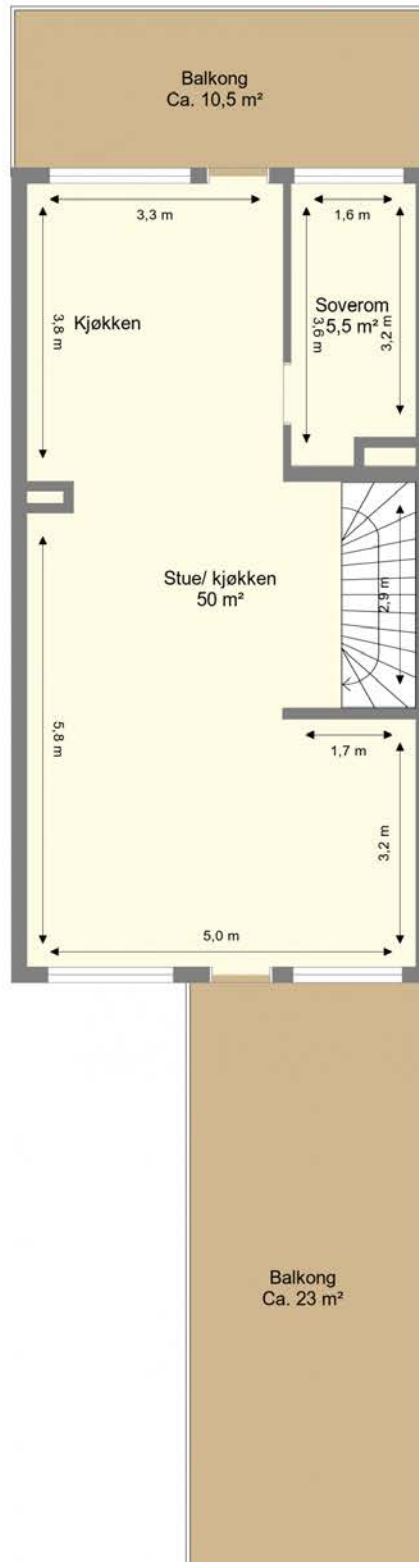 Balkong
Ca. 10,5 m²
3,3 m
1,6 m
3,8 m
Kjøkken
Soverom
5,5 m²
3,6 m
3,2 m
Stue/ kjøkken
50 m²
2,9 m
5,8 m
1,7 m
3,2 m
5,0 m
Balkong
Ca. 23 m²